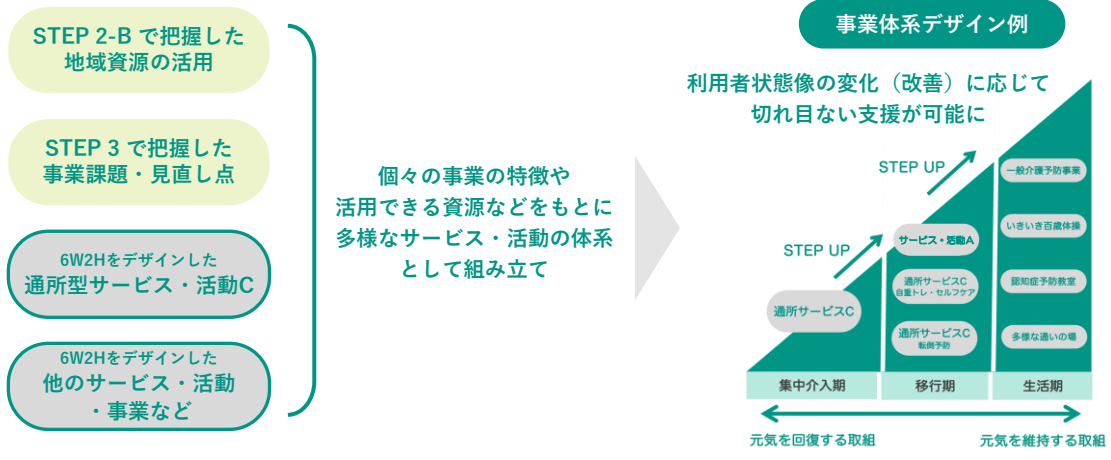 STEP 2-B で把握した
地域資源の活用
STEP 3 で把握した
事業課題・見直し点
6W2Hをデザインした
通所型サービス・活動C
6W2Hをデザインした
他のサービス・活動
・事業など
個々の事業の特徴や
活用できる資源などをもとに
多様なサービス・活動の体系
として組み立て
事業体系デザイン例
利用者状態像の変化（改善）に応じて
切れ目ない支援が可能に
STEP UP
STEP UP
通所サービスC
サービス・活動A
通所サービスC
自重トレ・セルフケア
通所サービスC
転倒予防
一般介護予防事業
いきいき百歳体操
認知症予防教室
多様な通いの場
集中介入期
移行期
生活期
元気を回復する取組
元気を維持する取組